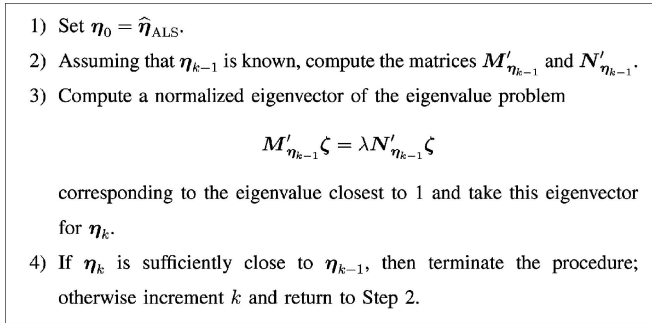 1) Set η₀ = η̂_ALS.
2) Assuming that η_{k−1} is known, compute the matrices M′_{η_{k−1}} and N′_{η_{k−1}}.
3) Compute a normalized eigenvector of the eigenvalue problem
M′_{η_{k−1}} ζ = λN′_{η_{k−1}} ζ
corresponding to the eigenvalue closest to 1 and take this eigenvector
for η_k.
4) If η_k is sufficiently close to η_{k−1}, then terminate the procedure;
otherwise increment k and return to Step 2.